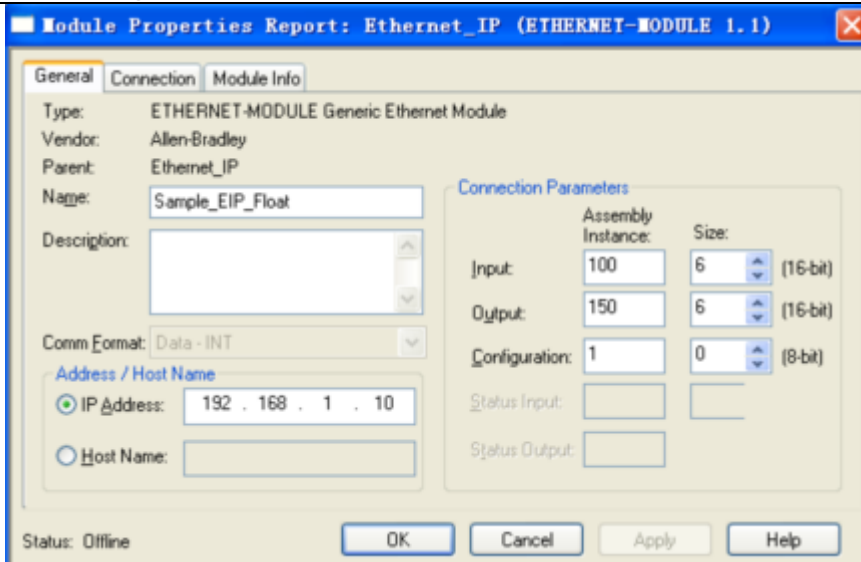 Module Properties Report: Ethernet_IP (ETHERNET-MODULE 1.1)
General Connection Module Info
Type: ETHERNET-MODULE Generic Ethernet Module
Vendor: Allen-Bradley
Parent: Ethernet_IP
Name: Sample_EIP_Float
Description:
Comm Format: Data - INT
Address / Host Name
IP Address: 192 . 168 . 1 . 10
Host Name:
Connection Parameters
Assembly Instance: Size:
Input: 100 6 (16-bit)
Output: 150 6 (16-bit)
Configuration: 1 0 (8-bit)
Status Input:
Status Output:
Status: Offline OK Cancel Apply Help